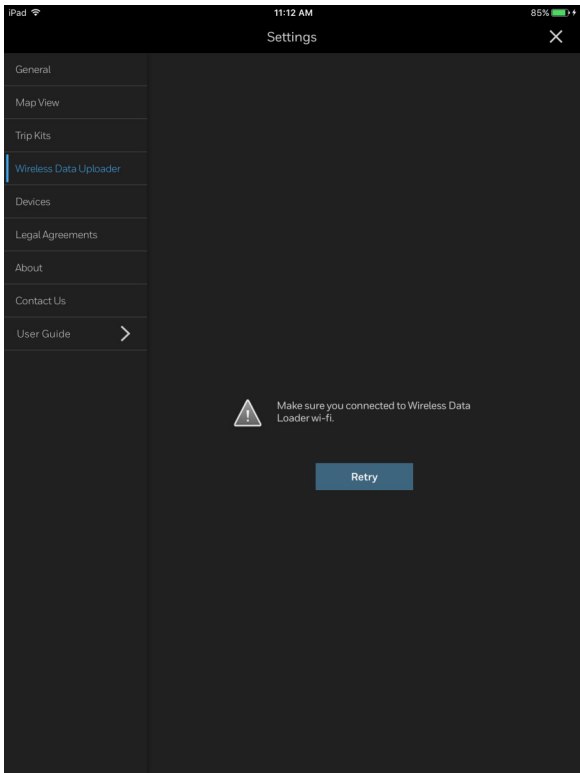 iPad 11:12 AM 85%
Settings
General
Map View
Trip Kits
Wireless Data Uploader
Devices
Legal Agreements
About
Contact Us
User Guide
Make sure you connected to Wireless Data
Loader wi-fi.
Retry